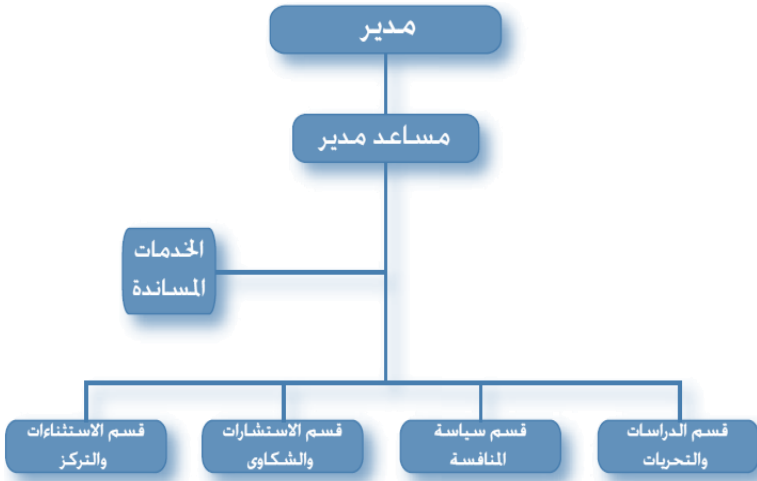 مدير
مساعد مدير
الخدمات
المساندة
قسم الدراسات
والتحريات
قسم سياسة
المنافسة
قسم الاستشارات
والشكاوى
قسم الاستثناءات
والتركز